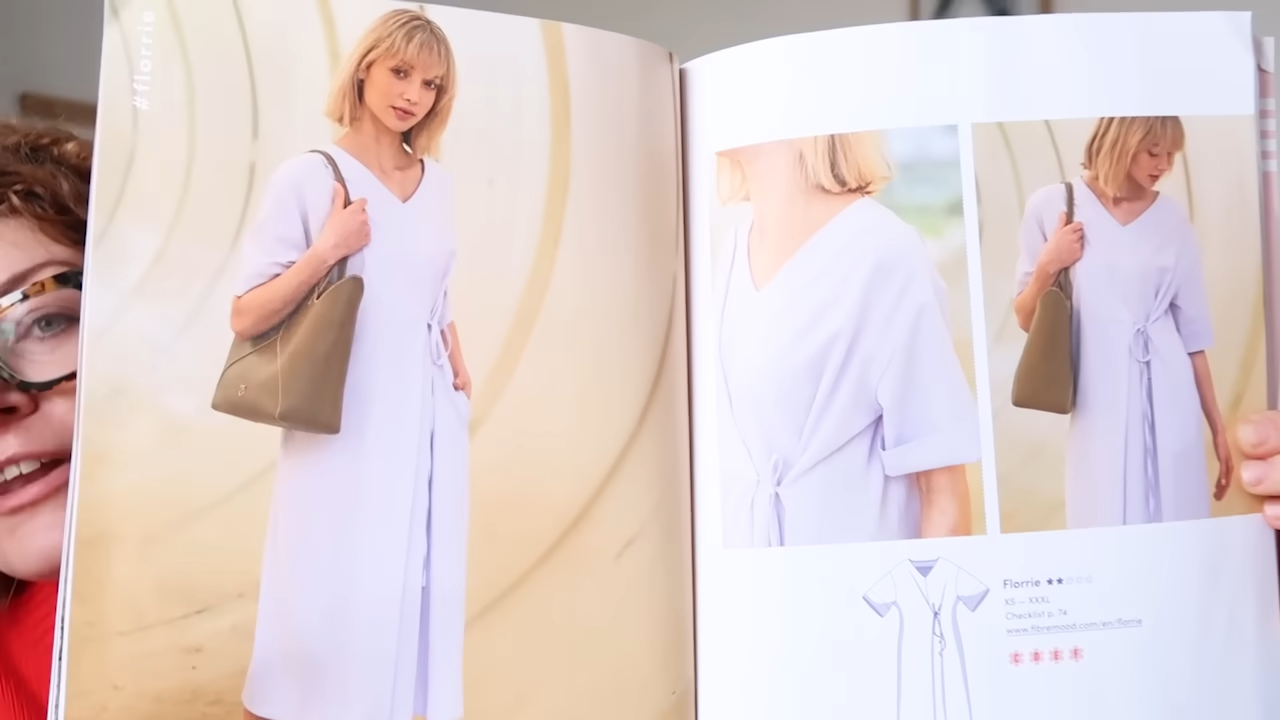 #florrie
Florrie ★★☆☆☆
XS – XXXL
Checklist p. 74
www.fibremood.com/en/florrie
C D E F